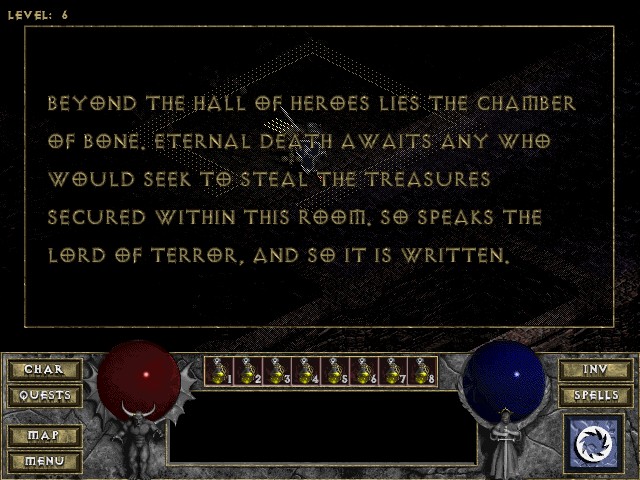 LEVEL: 6
BEYOND THE HALL OF HEROES LIES THE CHAMBER
OF BONE. ETERNAL DEATH AWAITS ANY WHO
WOULD SEEK TO STEAL THE TREASURES
SECURED WITHIN THIS ROOM. SO SPEAKS THE
LORD OF TERROR, AND SO IT IS WRITTEN.
CHAR
QUESTS
MAP
MENU
1 2 3 4 5 6 7 8
INV
SPELLS